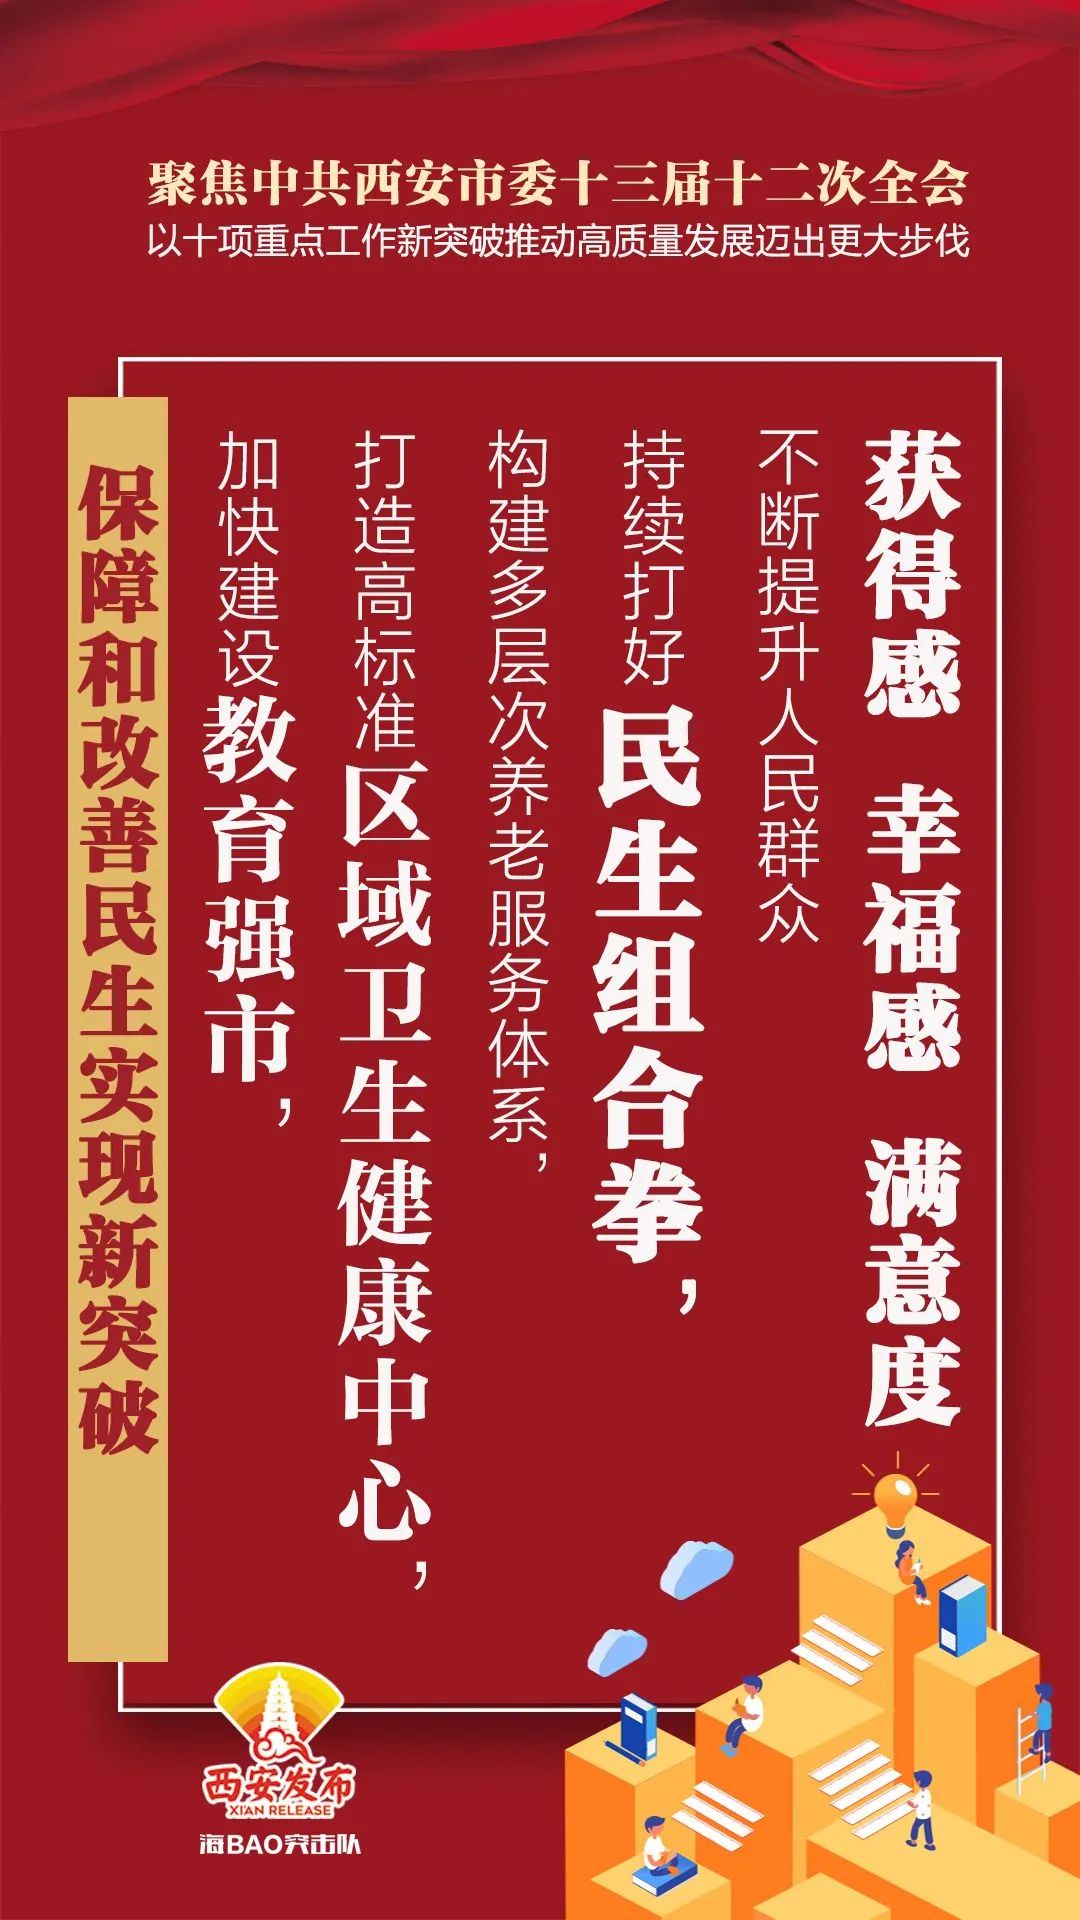 聚焦中共西安市委十三届十二次全会
以十项重点工作新突破推动高质量发展迈出更大步伐
保障和改善民生实现新突破
加快建设教育强市，
打造高标准区域卫生健康中心，
构建多层次养老服务体系，
持续打好民生组合拳，
不断提升人民群众
获得感 幸福感 满意度
西安发布
XI'AN RELEASE
海BAO突击队